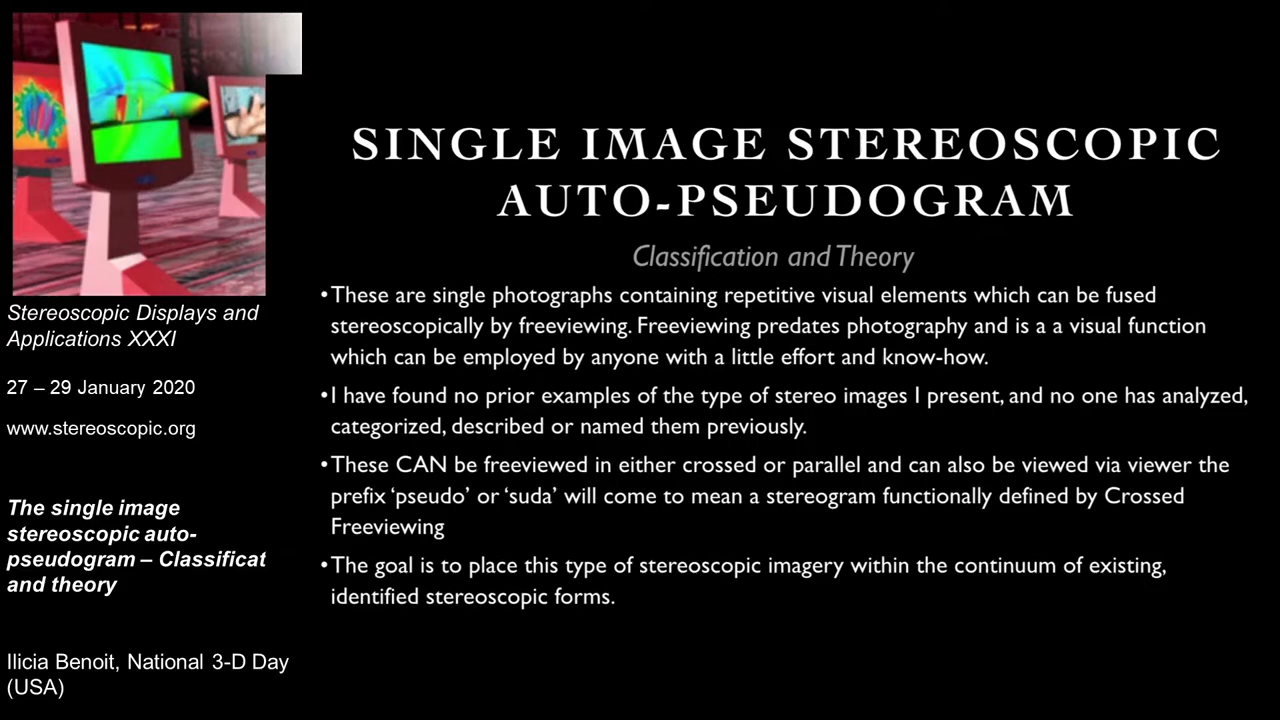 Stereoscopic Displays and
Applications XXXI
27 – 29 January 2020
www.stereoscopic.org
The single image
stereoscopic auto-
pseudogram – Classificat
and theory
Ilicia Benoit, National 3-D Day
(USA)
SINGLE IMAGE STEREOSCOPIC
AUTO-PSEUDOGRAM
Classification and Theory
•These are single photographs containing repetitive visual elements which can be fused
stereoscopically by freeviewing. Freeviewing predates photography and is a a visual function
which can be employed by anyone with a little effort and know-how.
•I have found no prior examples of the type of stereo images I present, and no one has analyzed,
categorized, described or named them previously.
•These CAN be freeviewed in either crossed or parallel and can also be viewed via viewer the
prefix ‘pseudo’ or ‘suda’ will come to mean a stereogram functionally defined by Crossed
Freeviewing
•The goal is to place this type of stereoscopic imagery within the continuum of existing,
identified stereoscopic forms.